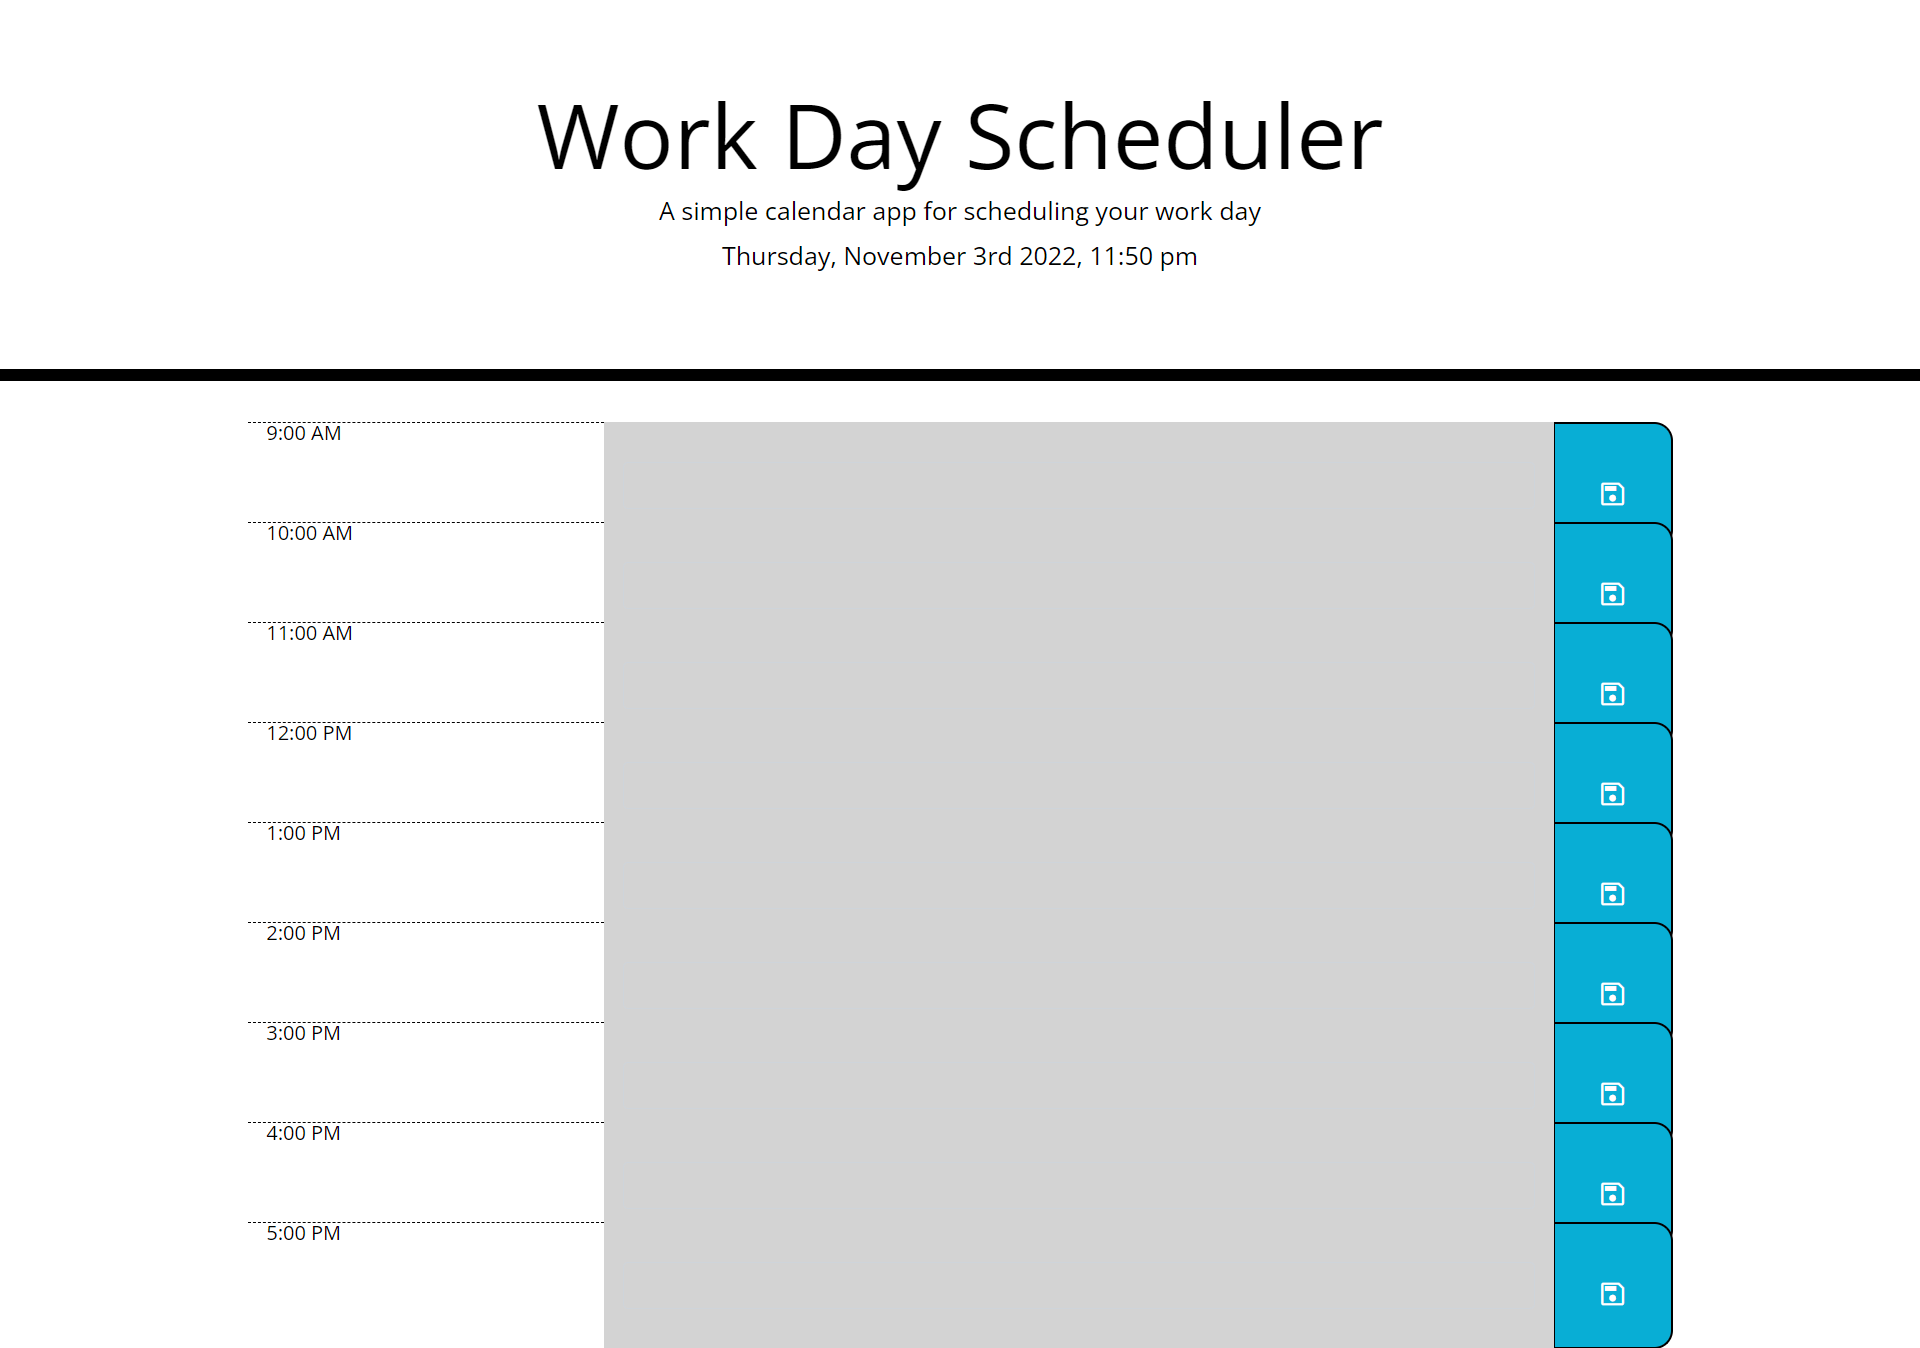 Work Day Scheduler
A simple calendar app for scheduling your work day
Thursday, November 3rd 2022, 11:50 pm
9:00 AM
10:00 AM
11:00 AM
12:00 PM
1:00 PM
2:00 PM
3:00 PM
4:00 PM
5:00 PM